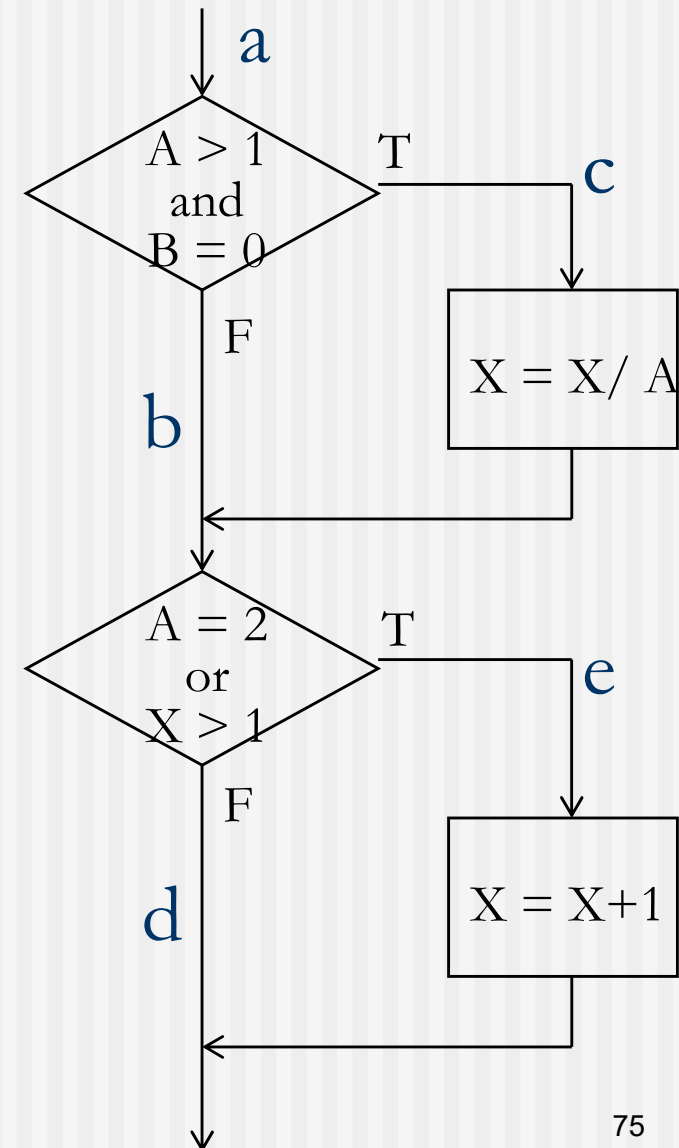 a
A > 1
and
B = 0
T
c
F
X = X/ A
b
A = 2
or
X > 1
T
e
F
X = X+1
d
75